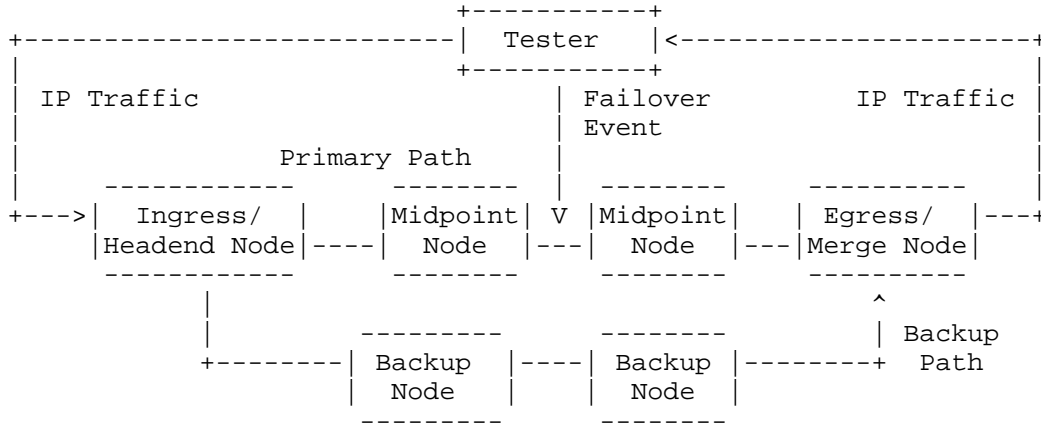 Tester
IP Traffic Failover IP Traffic
Event
Primary Path
Ingress/ Midpoint V Midpoint Egress/
Headend Node Node Node Merge Node
Backup
Backup Backup Path
Node Node